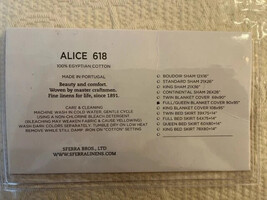 ALICE 618
100% EGYPTIAN COTTON
MADE IN PORTUGAL
Beauty and comfort.
Woven by master craftsmen.
Fine linens for life, since 1891.
CARE & CLEANING
MACHINE WASH IN COLD WATER, GENTLE CYCLE
USING A NON-CHLORINE BLEACH DETERGENT
(BLEACHING MAY WEAKEN FABRIC & CAUSE YELLOWING)
WASH DARK COLORS SEPARATELY. TUMBLE DRY ON LOW HEAT
REMOVE WHILE STILL DAMP. IRON ON "COTTON" SETTING
SFERRA BROS., LTD
WWW.SFERRALINENS.COM
BOUDOIR SHAM 12X16"
STANDARD SHAM 21X26"
KING SHAM 21X36"
CONTINENTAL SHAM 26X26"
TWIN BLANKET COVER
FULL/QUEEN BLANKET COVER
KING BLANKET COVER
TWIN BED SKIRT
FULL BED SKIRT
QUEEN BED SKIRT
KING BED SKIRT